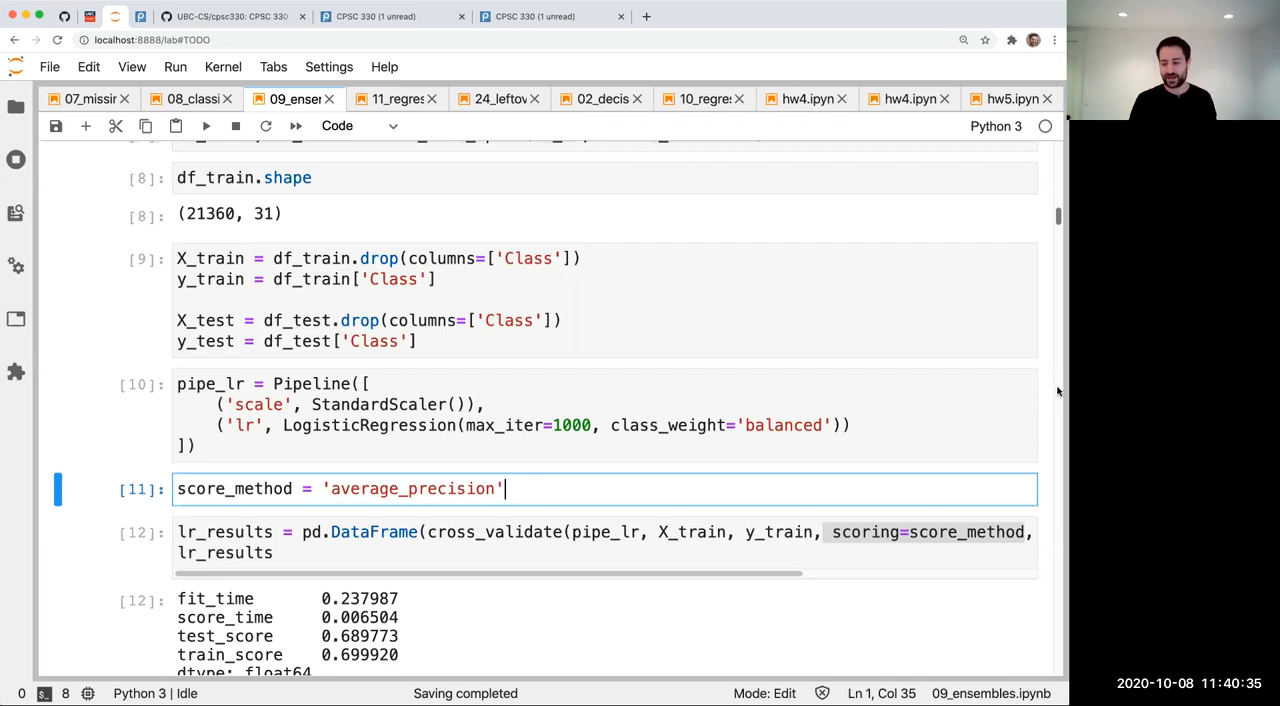 UBC-CS/cpsc330: CPSC 330
CPSC 330 (1 unread)
CPSC 330 (1 unread)
localhost:8888/lab#TODO
File Edit View Run Kernel Tabs Settings Help
07_missir 08_classi 09_enser 11_regres 24_leftov 02_decis 10_regre: hw4.ipyn hw4.ipyn hw5.ipyn
Code Python 3
[8]: df_train.shape
[8]: (21360, 31)
[9]: X_train = df_train.drop(columns=['Class'])
y_train = df_train['Class']
X_test = df_test.drop(columns=['Class'])
y_test = df_test['Class']
[10]: pipe_lr = Pipeline([
('scale', StandardScaler()),
('lr', LogisticRegression(max_iter=1000, class_weight='balanced'))
])
[11]: score_method = 'average_precision'
[12]: lr_results = pd.DataFrame(cross_validate(pipe_lr, X_train, y_train, scoring=score_method,
lr_results
[12]: fit_time 0.237987
score_time 0.006504
test_score 0.689773
train_score 0.699920
dtype: float64
0 8 Python 3 | Idle Saving completed Mode: Edit Ln 1, Col 35 09_ensembles.ipynb
2020-10-08 11:40:35